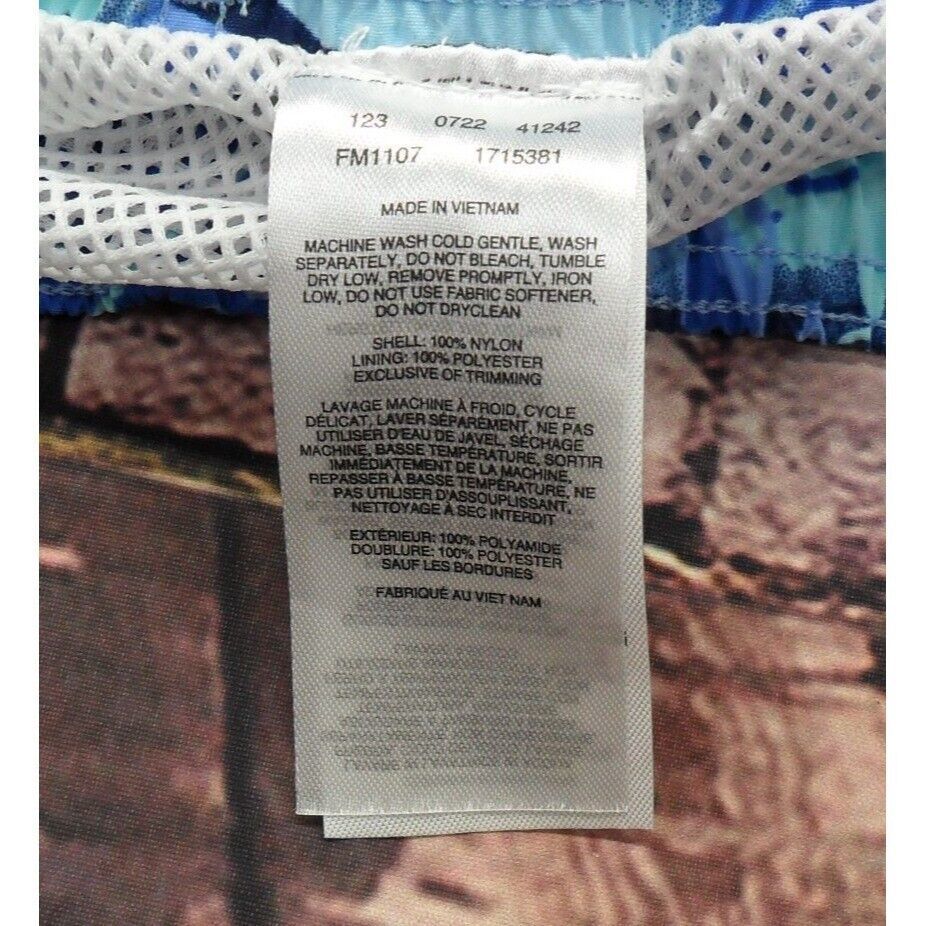 123 0722 41242
FM1107 1715381
MADE IN VIETNAM
MACHINE WASH COLD GENTLE, WASH
SEPARATELY, DO NOT BLEACH, TUMBLE
DRY LOW, REMOVE PROMPTLY, IRON
LOW, DO NOT USE FABRIC SOFTENER,
DO NOT DRYCLEAN
SHELL: 100% NYLON
LINING: 100% POLYESTER
EXCLUSIVE OF TRIMMING
LAVAGE MACHINE À FROID, CYCLE
DÉLICAT, LAVER SÉPARÉMENT, NE PAS
UTILISER D'EAU DE JAVEL, SÉCHAGE
MACHINE, BASSE TEMPÉRATURE, SORTIR
IMMÉDIATEMENT DE LA MACHINE,
REPASSER À BASSE TEMPÉRATURE, NE
PAS UTILISER D'ASSOUPLISSANT,
NETTOYAGE À SEC INTERDIT
EXTÉRIEUR: 100% POLYAMIDE
DOUBLURE: 100% POLYESTER
SAUF LES BORDURES
FABRIQUÉ AU VIET NAM